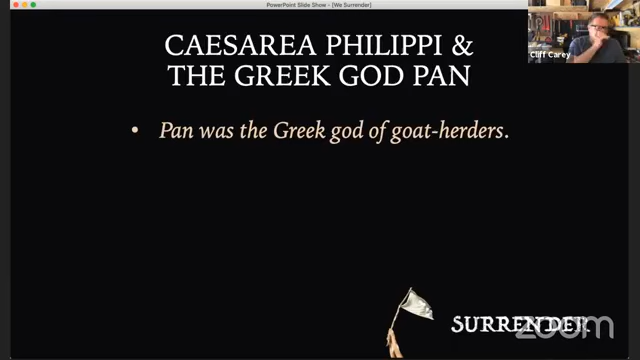 PowerPoint Slide Show - [We Surrender]
CAESAREA PHILIPPI &
THE GREEK GOD PAN
Cliff Carey
• Pan was the Greek god of goat-herders.
SURRENDER
zoom